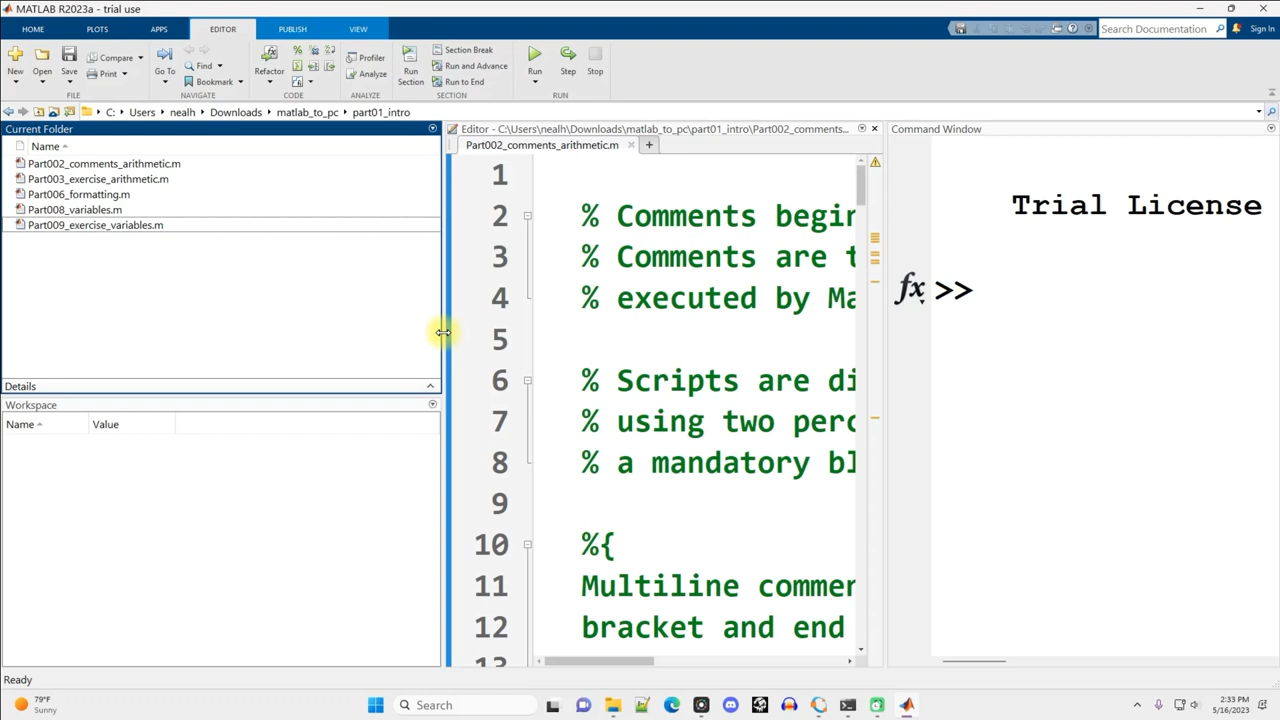 MATLAB R2023a - trial use
HOME PLOTS APPS EDITOR PUBLISH VIEW Search Documentation Sign In
New Open Save Compare Print Go To Find Bookmark Refactor Profiler Analyze Run Section Section Break Run and Advance Run to End Run Step Stop
FILE NAVIGATE CODE ANALYZE SECTION RUN
C: Users nealh Downloads matlab_to_pc part01_intro
Current Folder
Name
Part002_comments_arithmetic.m
Part003_exercise_arithmetic.m
Part006_formatting.m
Part008_variables.m
Part009_exercise_variables.m
Details
Workspace
Name Value
Editor - C:\Users\nealh\Downloads\matlab_to_pc\part01_intro\Part002_comments...
Part002_comments_arithmetic.m +
1
2 % Comments begin
3 % Comments are t
4 % executed by Ma
5
6 % Scripts are di
7 % using two perc
8 % a mandatory bl
9
10 %{
11 Multiline commen
12 bracket and end
13
Command Window
Trial License
fx >>
Ready
79°F
Sunny
Search
2:33 PM
5/16/2023